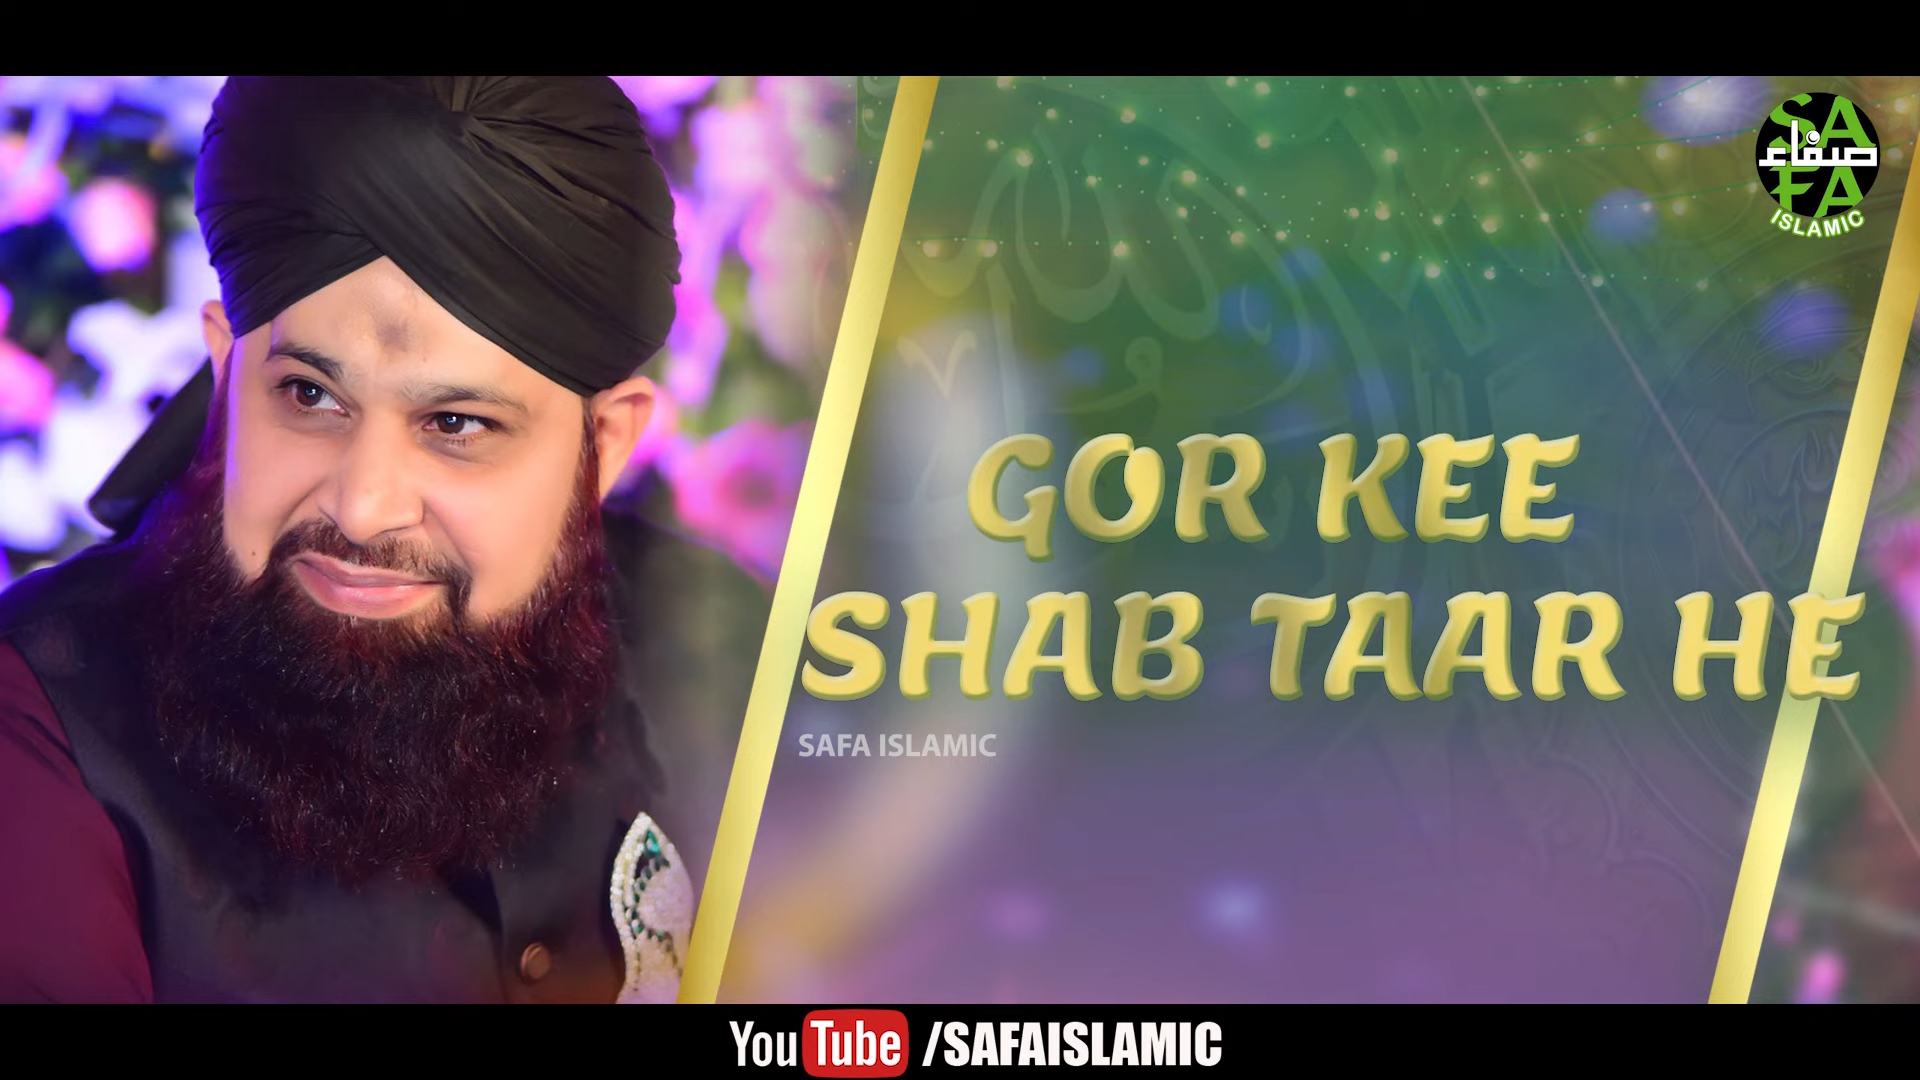 SA
صفاء
FA
ISLAMIC
GOR KEE
SHAB TAAR HE
SAFA ISLAMIC
YouTube /SAFAISLAMIC